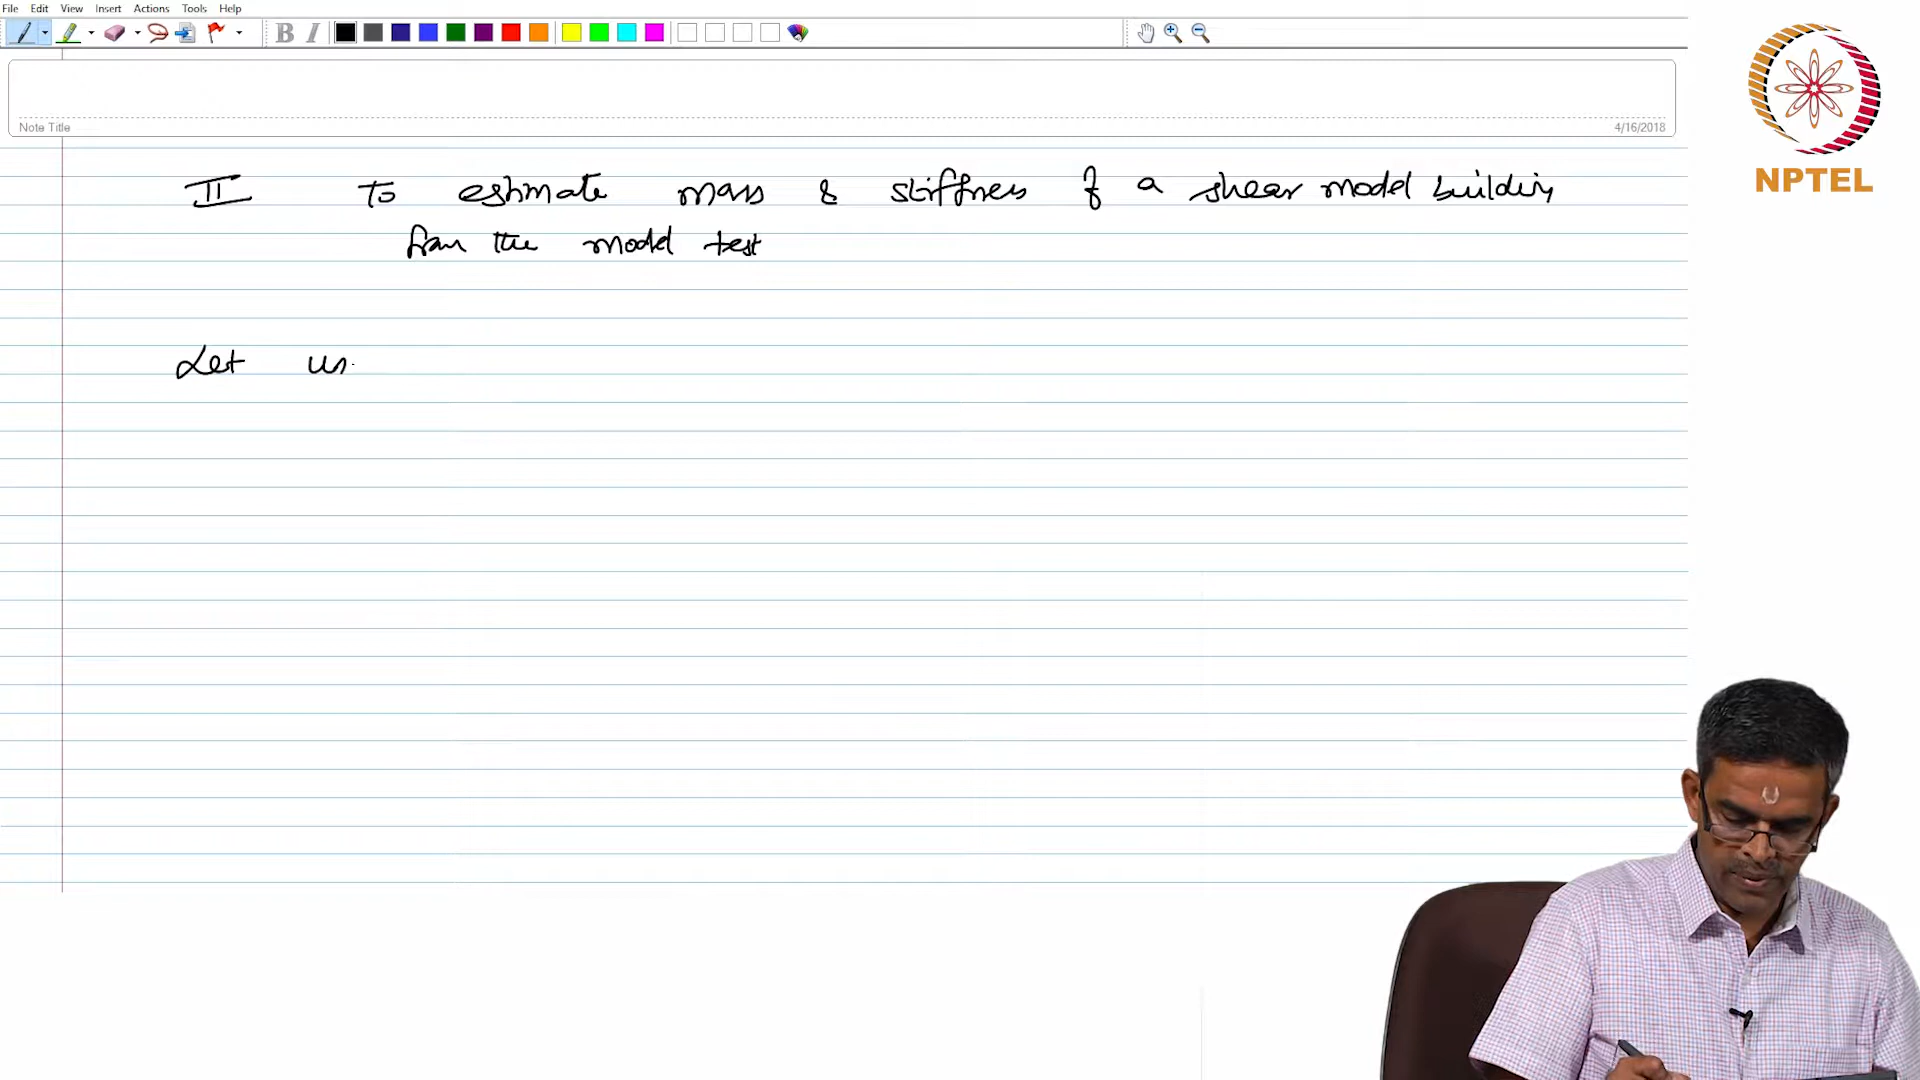 File Edit View Insert Actions Tools Help
B I
NPTEL
Note Title 4/16/2018
II To estimate mass & stiffness of a shear model building
from the model test
Let us